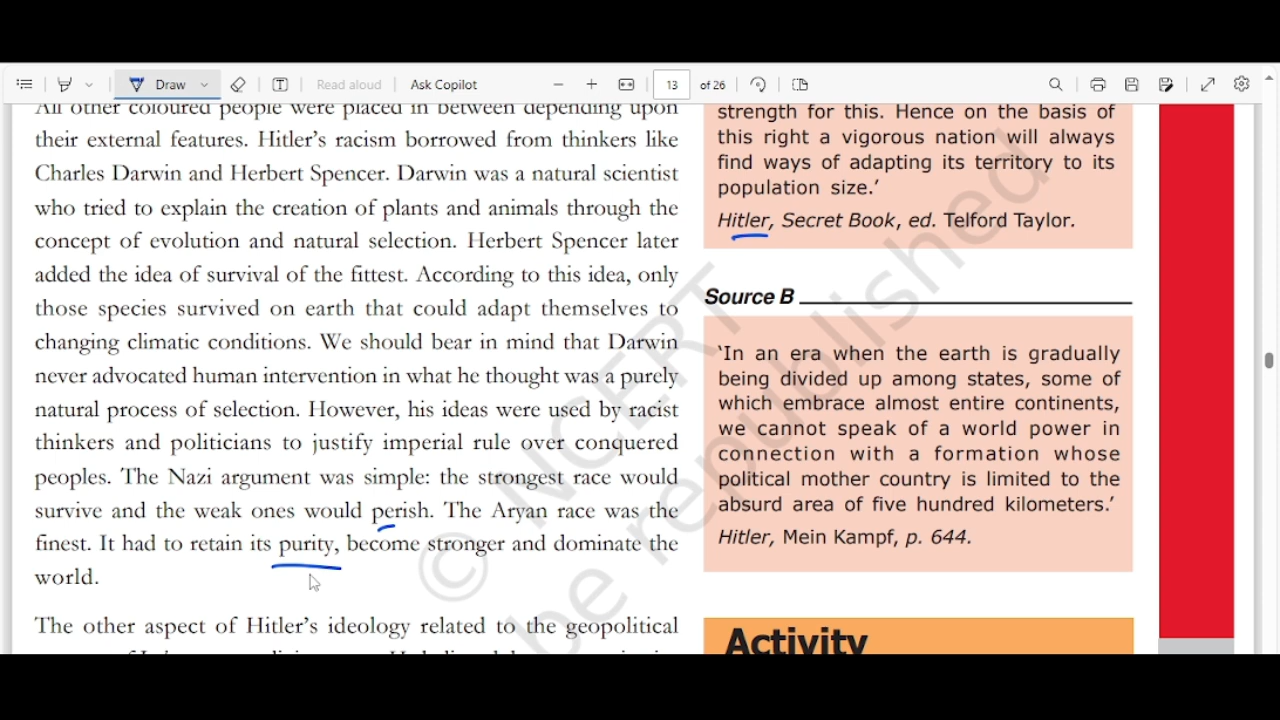 Draw
Read aloud
Ask Copilot
13
of 26
All other coloured people were placed in between depending upon
their external features. Hitler's racism borrowed from thinkers like
Charles Darwin and Herbert Spencer. Darwin was a natural scientist
who tried to explain the creation of plants and animals through the
concept of evolution and natural selection. Herbert Spencer later
added the idea of survival of the fittest. According to this idea, only
those species survived on earth that could adapt themselves to
changing climatic conditions. We should bear in mind that Darwin
never advocated human intervention in what he thought was a purely
natural process of selection. However, his ideas were used by racist
thinkers and politicians to justify imperial rule over conquered
peoples. The Nazi argument was simple: the strongest race would
survive and the weak ones would perish. The Aryan race was the
finest. It had to retain its purity, become stronger and dominate the
world.
The other aspect of Hitler's ideology related to the geopolitical
strength for this. Hence on the basis of
this right a vigorous nation will always
find ways of adapting its territory to its
population size.'
Hitler, Secret Book, ed. Telford Taylor.
Source B
'In an era when the earth is gradually
being divided up among states, some of
which embrace almost entire continents,
we cannot speak of a world power in
connection with a formation whose
political mother country is limited to the
absurd area of five hundred kilometers.'
Hitler, Mein Kampf, p. 644.
Activity
© NCERT
be republished